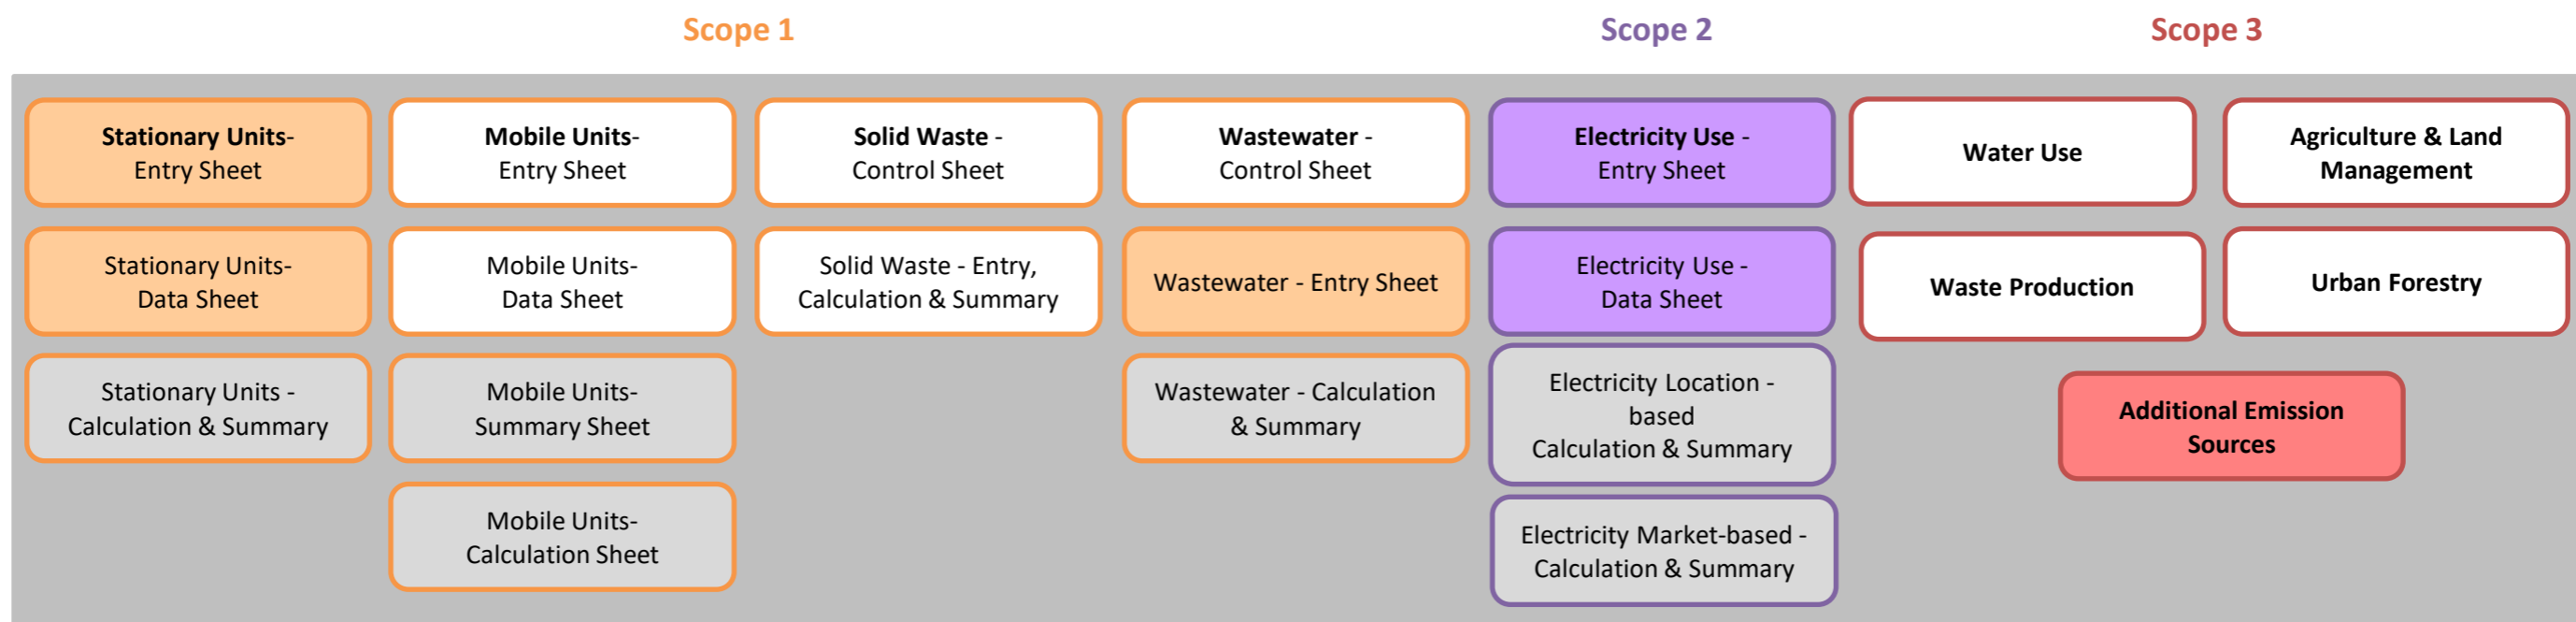 Scope 1
Scope 2
Scope 3
Stationary Units-
Entry Sheet
Mobile Units-
Entry Sheet
Solid Waste -
Control Sheet
Wastewater -
Control Sheet
Electricity Use -
Entry Sheet
Water Use
Agriculture & Land
Management
Stationary Units-
Data Sheet
Mobile Units-
Data Sheet
Solid Waste - Entry,
Calculation & Summary
Wastewater - Entry Sheet
Electricity Use -
Data Sheet
Waste Production
Urban Forestry
Stationary Units -
Calculation & Summary
Mobile Units-
Summary Sheet
Wastewater - Calculation
& Summary
Electricity Location -
based
Calculation & Summary
Additional Emission
Sources
Mobile Units-
Calculation Sheet
Electricity Market-based -
Calculation & Summary